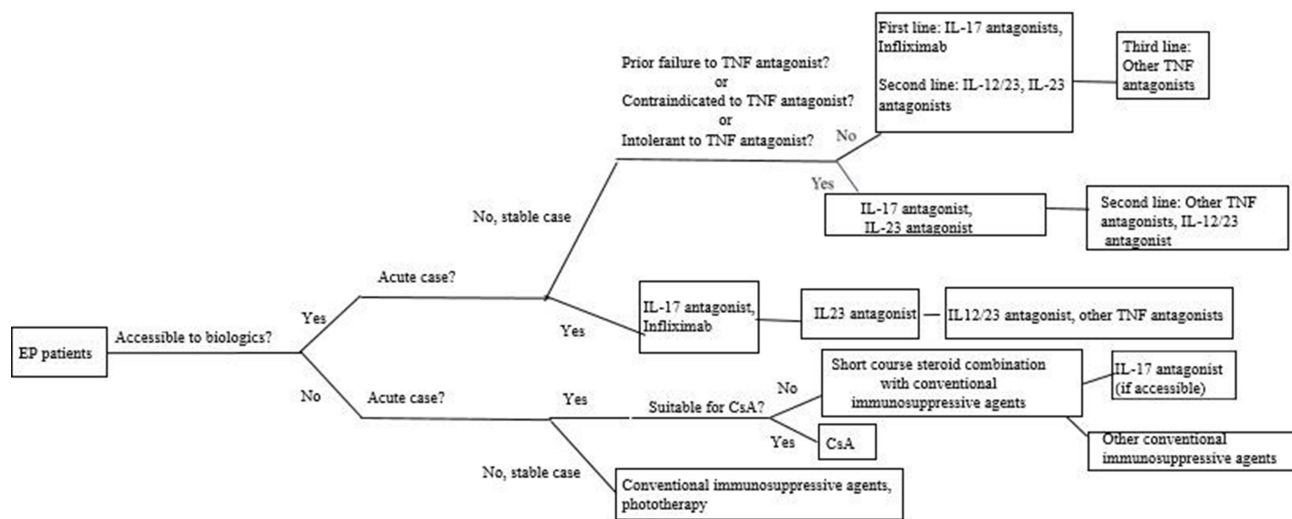 First line: IL-17 antagonists,
Infliximab
Second line: IL-12/23, IL-23
antagonists
Third line:
Other TNF
antagonists
Prior failure to TNF antagonist?
or
Contraindicated to TNF antagonist?
or
Intolerant to TNF antagonist?
No
Yes
IL-17 antagonist,
IL-23 antagonist
Second line: Other TNF
antagonists, IL-12/23
antagonist
No, stable case
Acute case?
Yes
IL-17 antagonist,
Infliximab
IL23 antagonist
IL12/23 antagonist, other TNF antagonists
EP patients
Accessible to biologics?
Yes
No
Acute case?
Yes
Suitable for CsA?
No
Short course steroid combination
with conventional
immunosuppressive agents
IL-17 antagonist
(if accessible)
Yes
CsA
Other conventional
immunosuppressive agents
No, stable case
Conventional immunosuppressive agents,
phototherapy